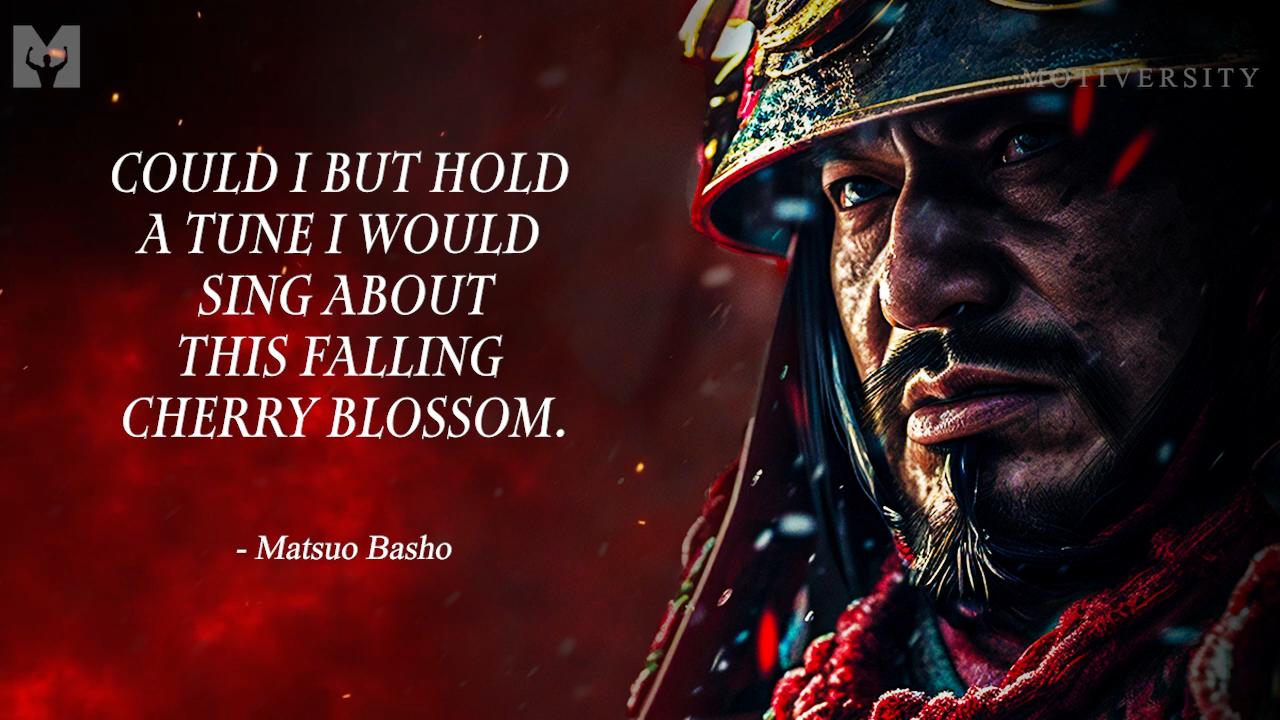 MOTIVERSITY
COULD I BUT HOLD
A TUNE I WOULD
SING ABOUT
THIS FALLING
CHERRY BLOSSOM.
- Matsuo Basho